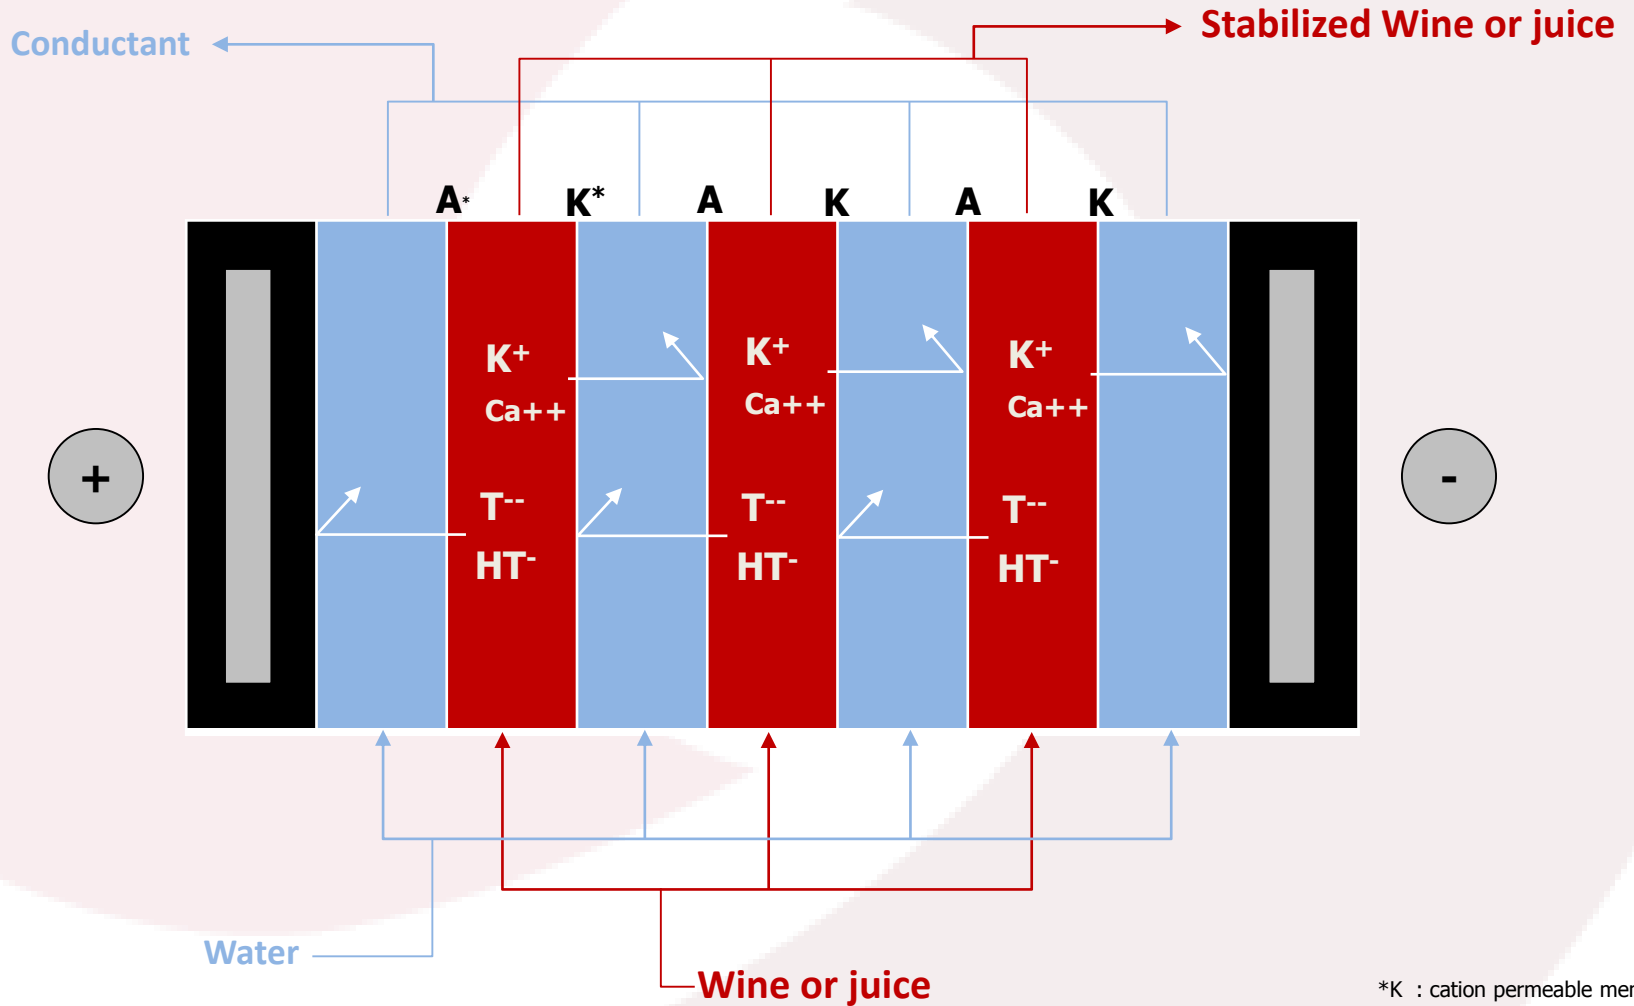 Stabilized Wine or juice
Conductant
A* K* A K A K
K⁺ K⁺ K⁺
Ca++ Ca++ Ca++
+ -
T⁻⁻ T⁻⁻ T⁻⁻
HT⁻ HT⁻ HT⁻
Water
Wine or juice
*K : cation permeable